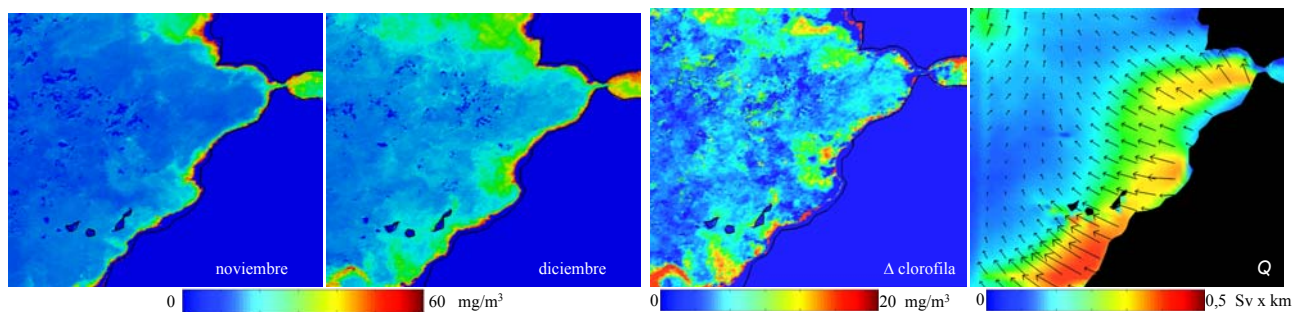 noviembre
diciembre
Δ clorofila
Q
0 60 mg/m³
0 20 mg/m³
0 0,5 Sv x km